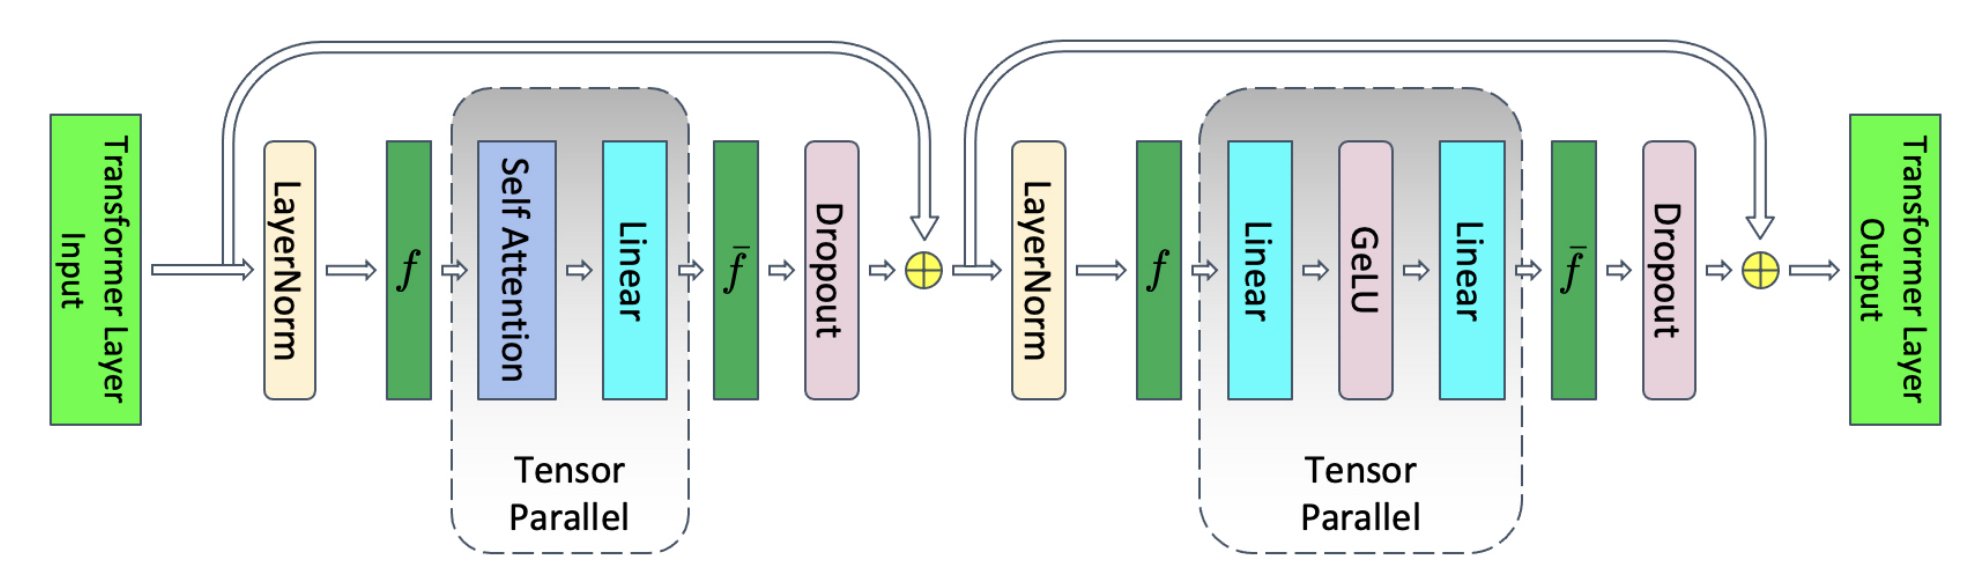 Transformer Layer
Input
LayerNorm
f
Self Attention
Linear
Tensor
Parallel
f̄
Dropout
LayerNorm
f
Linear
GeLU
Linear
Tensor
Parallel
f̄
Dropout
Transformer Layer
Output